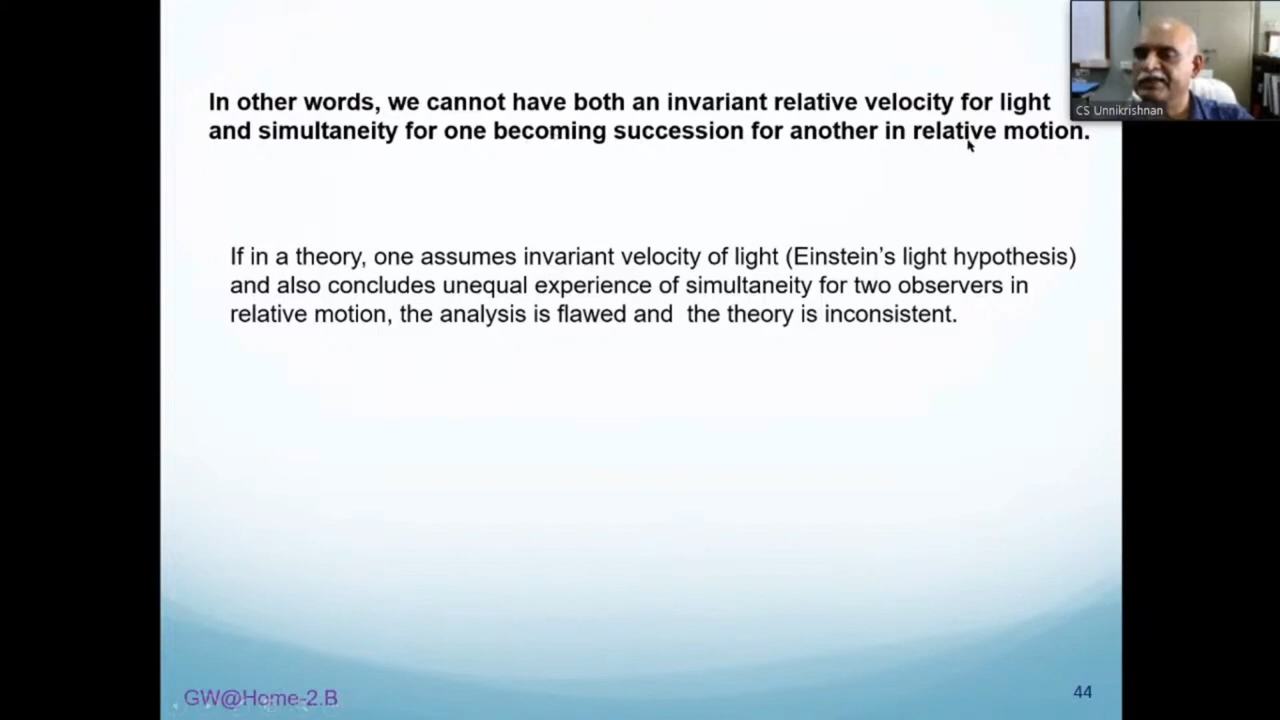 In other words, we cannot have both an invariant relative velocity for light
and simultaneity for one becoming succession for another in relative motion.
CS Unnikrishnan
If in a theory, one assumes invariant velocity of light (Einstein's light hypothesis)
and also concludes unequal experience of simultaneity for two observers in
relative motion, the analysis is flawed and the theory is inconsistent.
GW@Home-2.B
44